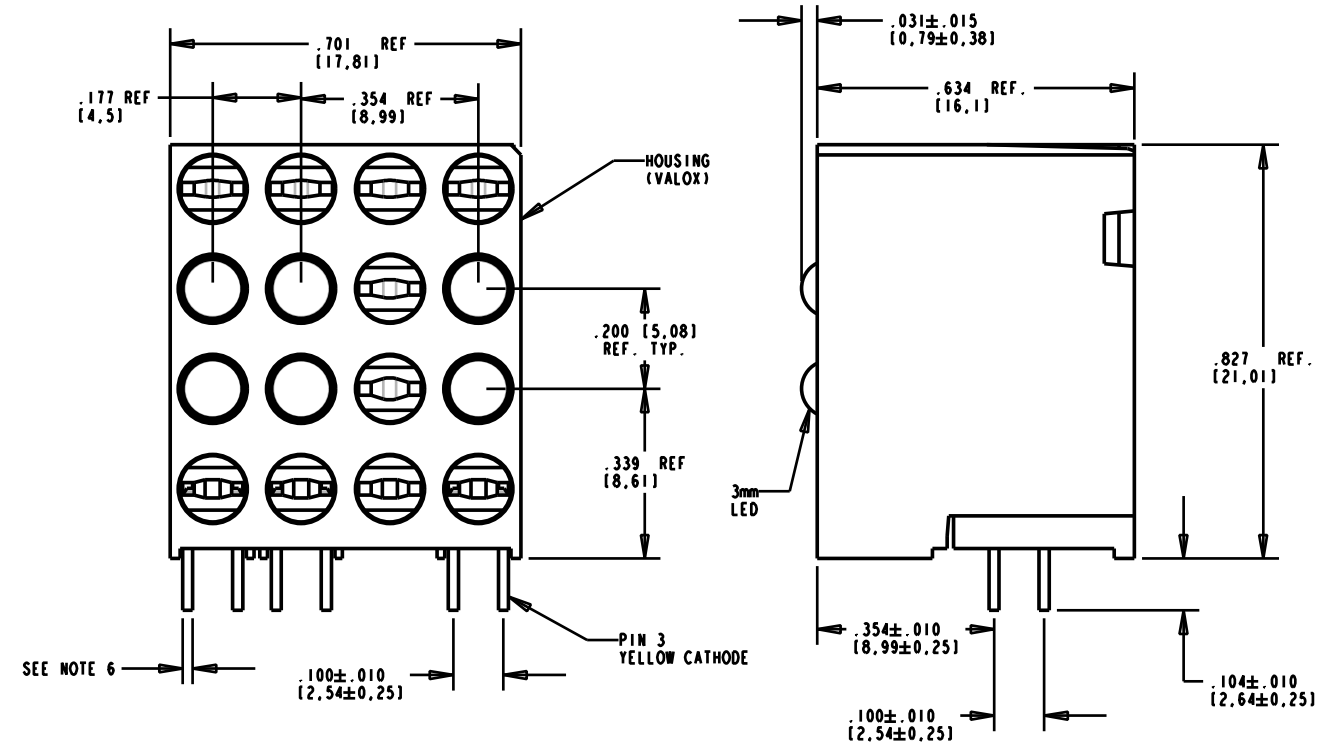 .701 REF
[17,81]
.177 REF
[4,5]
.354 REF
[8,99]
HOUSING
(VALOX)
.200 [5,08]
REF. TYP.
.339 REF
[8,61]
PIN 3
YELLOW CATHODE
SEE NOTE 6
.100±.010
[2,54±0,25]
.031±.015
[0,79±0,38]
.634 REF.
[16,1]
.827 REF.
[21,01]
3mm
LED
.354±.010
[8,99±0,25]
.104±.010
[2,64±0,25]
.100±.010
[2,54±0,25]